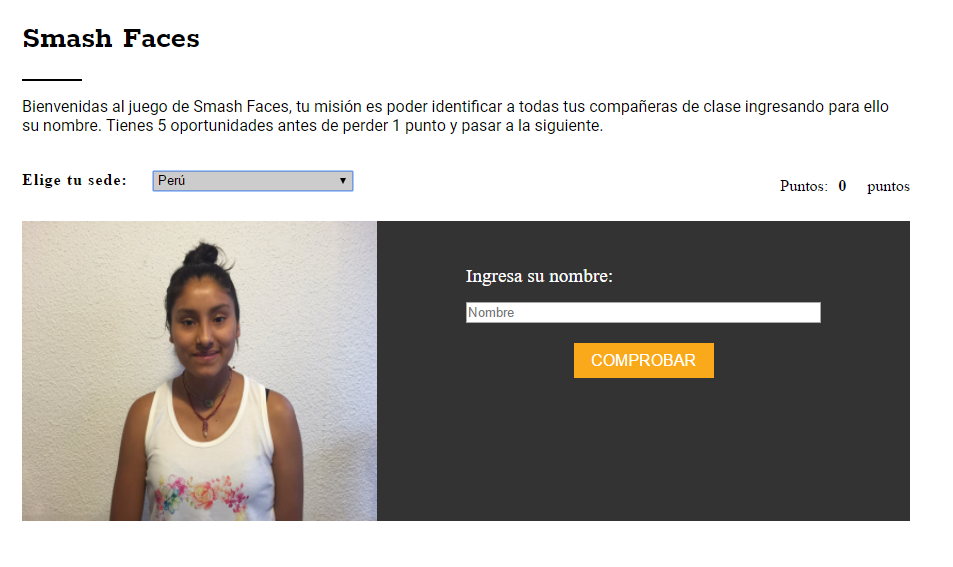 Smash Faces
Bienvenidas al juego de Smash Faces, tu misión es poder identificar a todas tus compañeras de clase ingresando para ello
su nombre. Tienes 5 oportunidades antes de perder 1 punto y pasar a la siguiente.
Elige tu sede: Perú
Puntos: 0 puntos
Ingresa su nombre:
Nombre
COMPROBAR